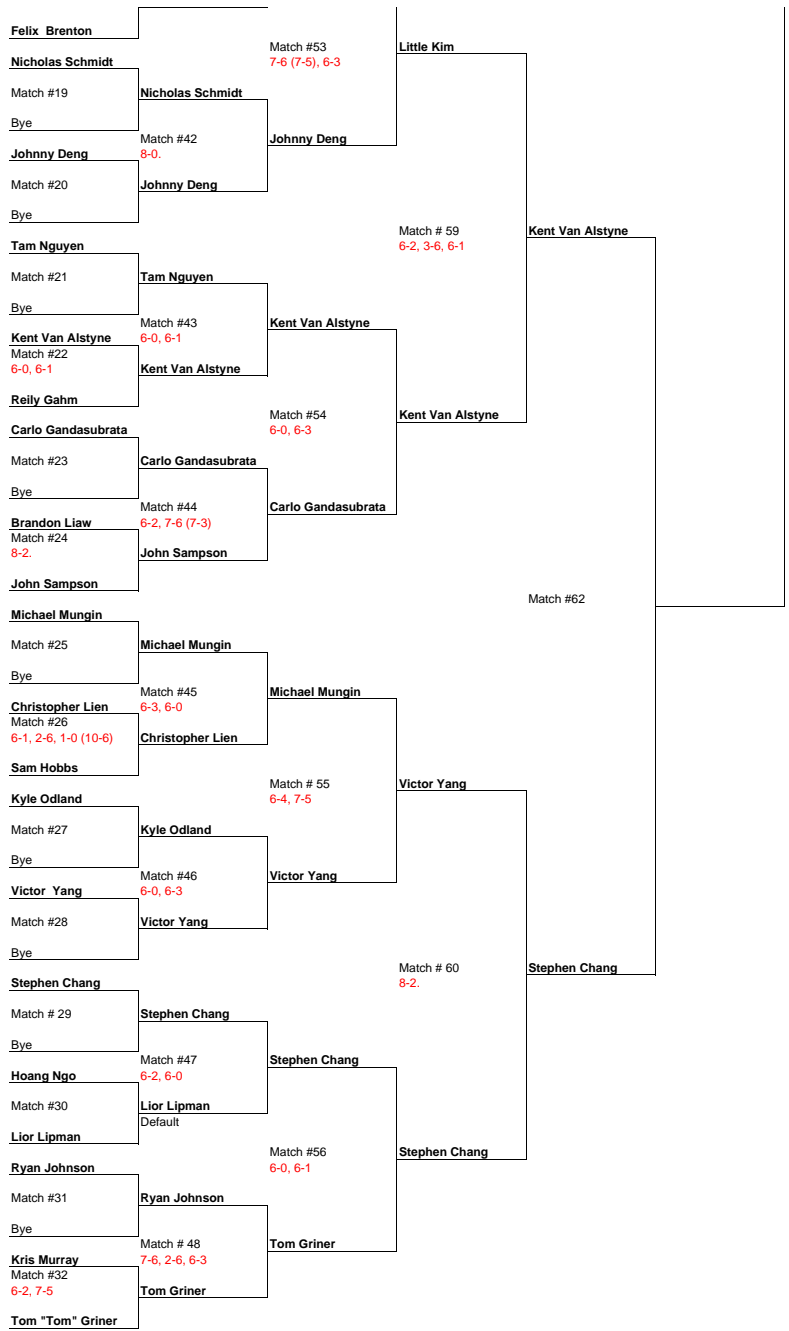 Felix  Brenton
Match #53
Little Kim
7-6 (7-5), 6-3
Nicholas Schmidt
Match #19
Nicholas Schmidt
Bye
Match #42
Johnny Deng
Johnny Deng
8-0.
Match #20
Johnny Deng
Bye
Match # 59
Kent Van Alstyne
Tam Nguyen
6-2, 3-6, 6-1
Match #21
Tam Nguyen
Bye
Match #43
Kent Van Alstyne
Kent Van Alstyne
6-0, 6-1
Match #22
6-0, 6-1
Kent Van Alstyne
Reily Gahm
Match #54
Kent Van Alstyne
Carlo Gandasubrata
6-0, 6-3
Match #23
Carlo Gandasubrata
Bye
Match #44
Carlo Gandasubrata
Brandon Liaw
6-2, 7-6 (7-3)
Match #24
8-2.
John Sampson
John Sampson
Match #62
Michael Mungin
Match #25
Michael Mungin
Bye
Match #45
Michael Mungin
Christopher Lien
6-3, 6-0
Match #26
6-1, 2-6, 1-0 (10-6)
Christopher Lien
Sam Hobbs
Match # 55
Victor Yang
Kyle Odland
6-4, 7-5
Match #27
Kyle Odland
Bye
Match #46
Victor Yang
Victor  Yang
6-0, 6-3
Match #28
Victor Yang
Bye
Match # 60
Stephen Chang
Stephen Chang
8-2.
Match # 29
Stephen Chang
Bye
Match #47
Stephen Chang
Hoang Ngo
6-2, 6-0
Match #30
Lior Lipman
Default
Lior Lipman
Match #56
Stephen Chang
Ryan Johnson
6-0, 6-1
Match #31
Ryan Johnson
Bye
Match # 48
Tom Griner
Kris Murray
7-6, 2-6, 6-3
Match #32
6-2, 7-5
Tom Griner
Tom "Tom" Griner